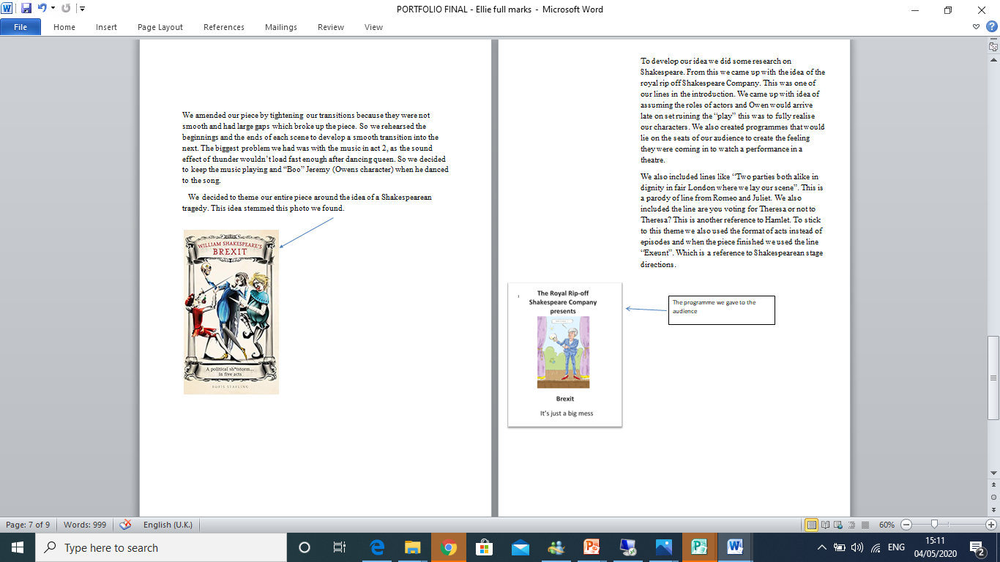 PORTFOLIO FINAL - Ellie full marks - Microsoft Word
File
Home
Insert
Page Layout
References
Mailings
Review
View
We amended our piece by tightening our transitions because they were not
smooth and had large gaps which broke up the piece. So we rehearsed the
beginnings and the ends of each scene to develop a smooth transition into the
next. The biggest problem we had was with the music in act 2, as the sound
effect of thunder wouldn't load fast enough after dancing queen. So we decided
to keep the music playing and "Boo" Jeremy (Owens character) when he danced
to the song.
We decided to theme our entire piece around the idea of a Shakespearean
tragedy. This idea stemmed this photo we found.
WILLIAM SHAKESPEARE'S
BREXIT
A political sh*tstorm...
in five acts
BORIS STARLING
To develop our idea we did some research on
Shakespeare. From this we came up with the idea of the
royal rip off Shakespeare Company. This was one of
our lines in the introduction. We came up with idea of
assuming the roles of actors and Owen would arrive
late on set ruining the "play" this was to fully realise
our characters. We also created programmes that would
lie on the seats of our audience to create the feeling
they were coming in to watch a performance in a
theatre.
We also included lines like "Two parties both alike in
dignity in fair London where we lay our scene". This is
a parody of line from Romeo and Juliet. We also
included the line are you voting for Theresa or not to
Theresa? This is another reference to Hamlet. To stick
to this theme we also used the format of acts instead of
episodes and when the piece finished we used the line
"Exeunt". Which is a reference to Shakespearean stage
directions.
The Royal Rip-off
Shakespeare Company
presents
Brexit
It's just a big mess
The programme we gave to the
audience
Page: 7 of 9
Words: 999
English (U.K.)
60%
Type here to search
ENG
15:11
04/05/2020
2